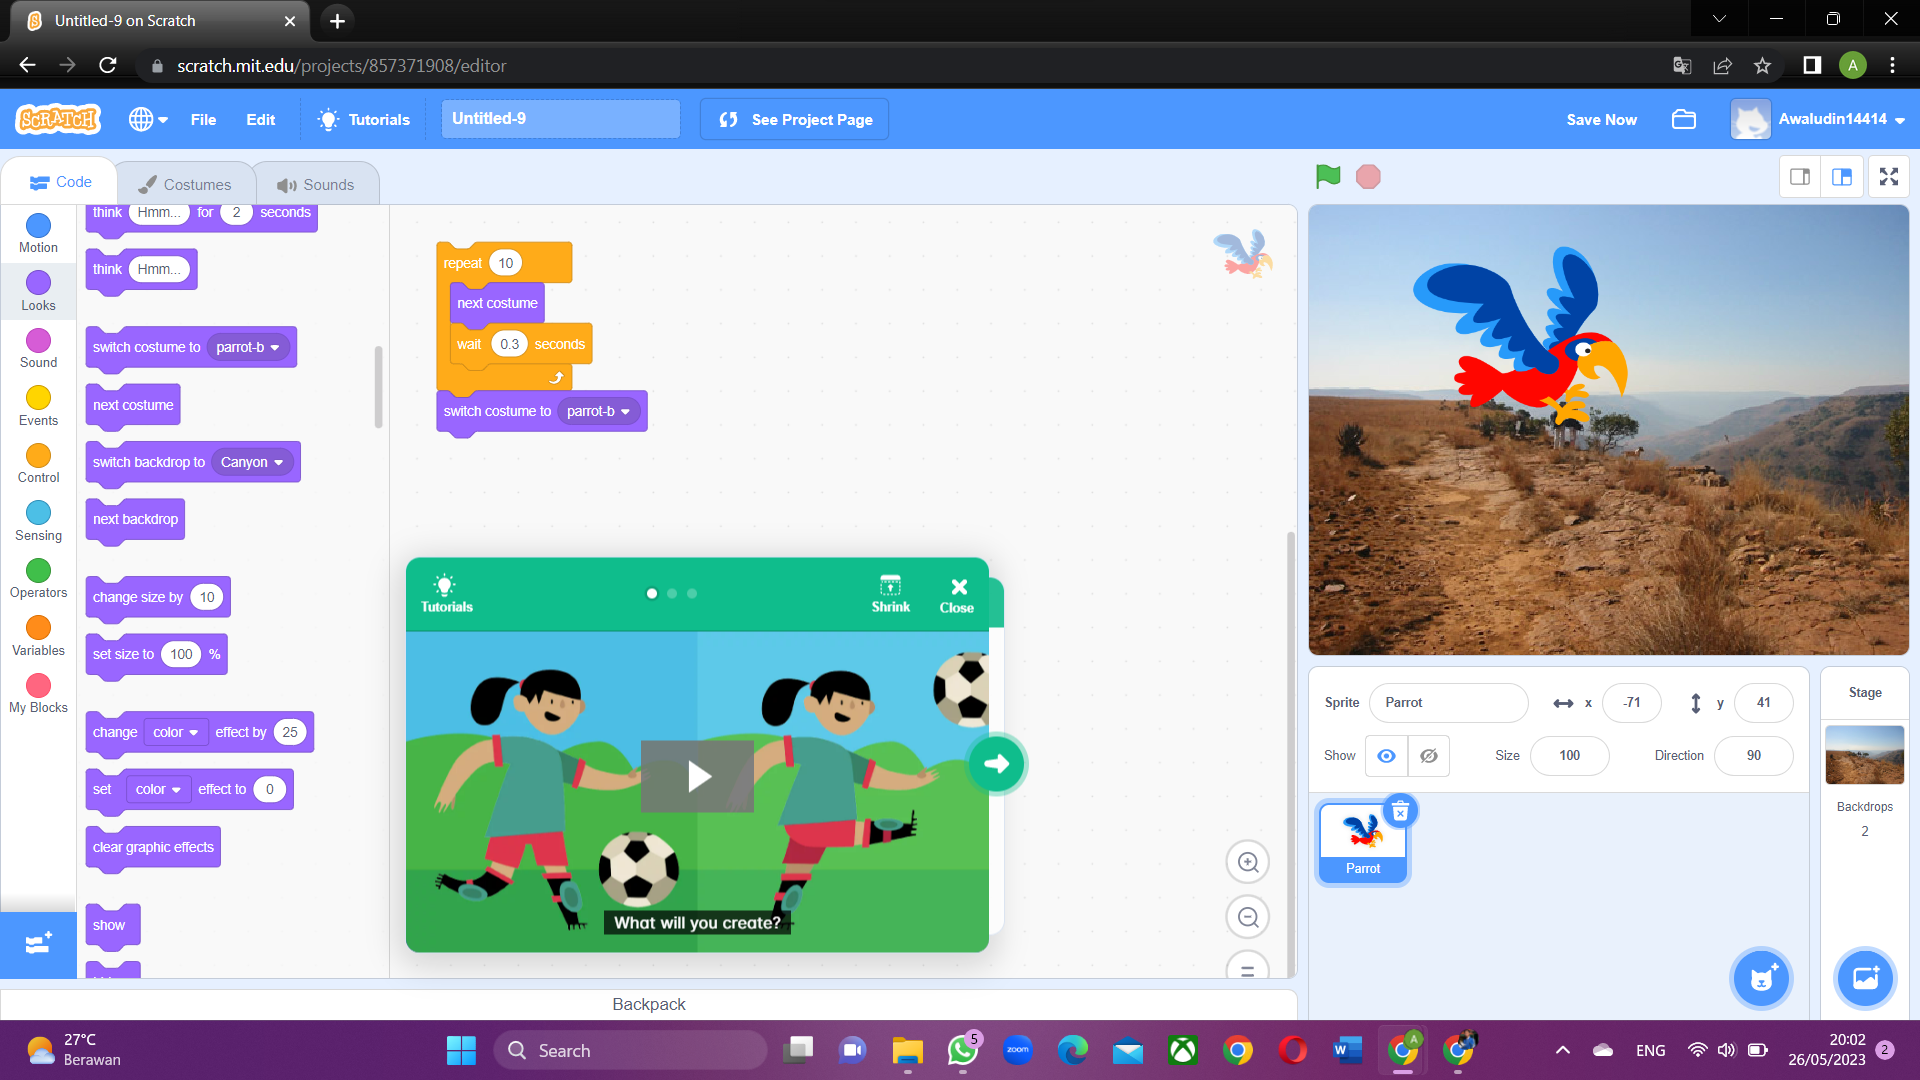 Untitled-9 on Scratch
scratch.mit.edu/projects/857371908/editor
A
SCRATCH
File
Edit
Tutorials
Untitled-9
See Project Page
Save Now
Awaludin14414
Code
Costumes
Sounds
Motion
Looks
Sound
Events
Control
Sensing
Operators
Variables
My Blocks
think Hmm... for 2 seconds
think Hmm...
switch costume to parrot-b
next costume
switch backdrop to Canyon
next backdrop
change size by 10
set size to 100 %
change color effect by 25
set color effect to 0
clear graphic effects
show
repeat 10
next costume
wait 0.3 seconds
switch costume to parrot-b
Tutorials
Shrink
Close
What will you create?
Backpack
Sprite Parrot x -71 y 41
Show Size 100 Direction 90
Parrot
Stage
Backdrops
2
27°C
Berawan
Search
5
zoom
W
A
ENG
20:02
26/05/2023
2